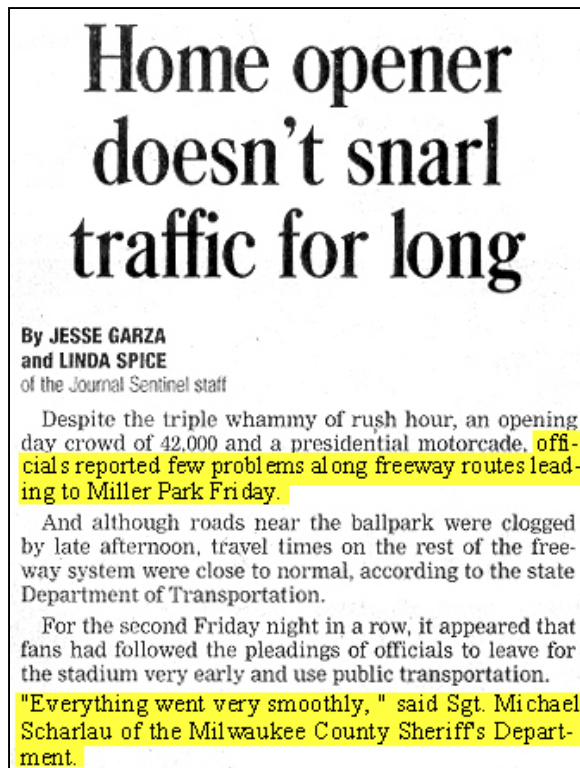 Home opener
doesn't snarl
traffic for long
By JESSE GARZA
and LINDA SPICE
of the Journal Sentinel staff
Despite the triple whammy of rush hour, an opening
day crowd of 42,000 and a presidential motorcade, offi-
cials reported few problems along freeway routes lead-
ing to Miller Park Friday.
And although roads near the ballpark were clogged
by late afternoon, travel times on the rest of the free-
way system were close to normal, according to the state
Department of Transportation.
For the second Friday night in a row, it appeared that
fans had followed the pleadings of officials to leave for
the stadium very early and use public transportation.
"Everything went very smoothly, " said Sgt. Michael
Scharlau of the Milwaukee County Sheriff's Depart-
ment.